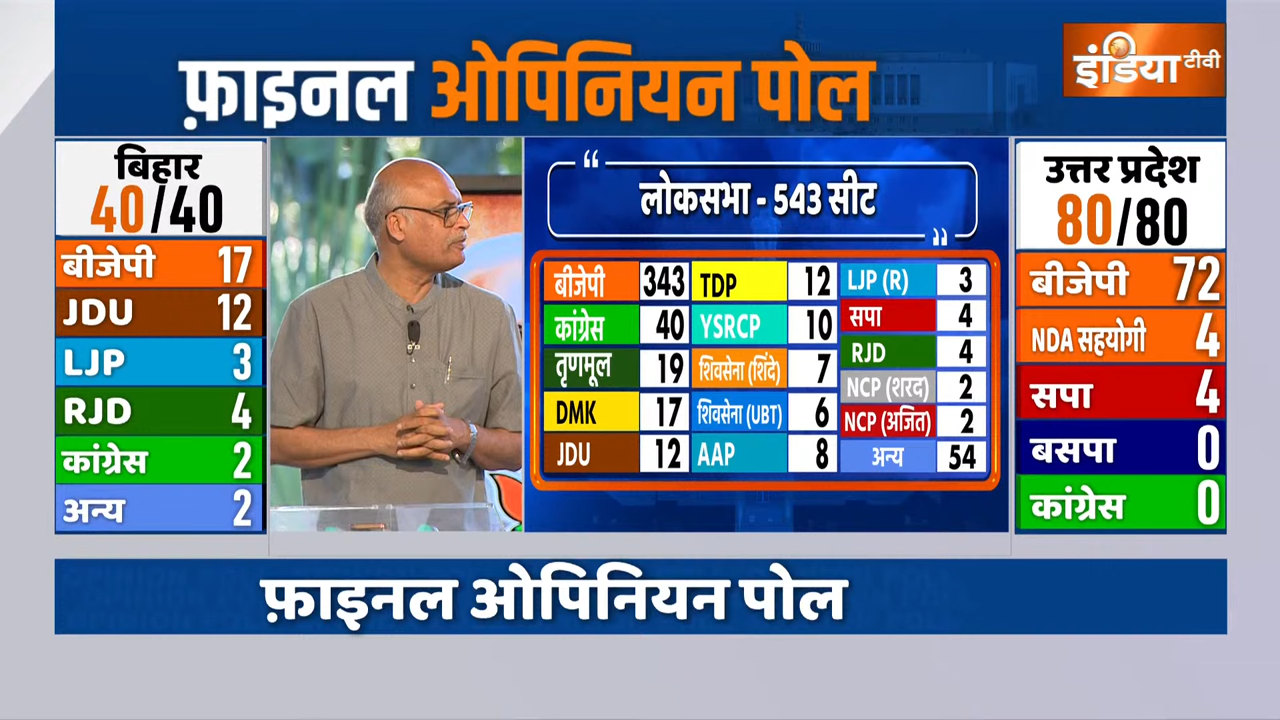 फ़ाइनल ओपिनियन पोल
इंडिया टीवी
बिहार
40/40
बीजेपी 17
JDU 12
LJP 3
RJD 4
कांग्रेस 2
अन्य 2
“
लोकसभा - 543 सीट
”
बीजेपी 343 TDP 12 LJP (R) 3
कांग्रेस 40 YSRCP 10 सपा 4
तृणमूल 19 शिवसेना (शिंदे) 7 RJD 4
DMK 17 शिवसेना (UBT) 6 NCP (शरद) 2
JDU 12 AAP 8 NCP (अजित) 2
अन्य 54
उत्तर प्रदेश
80/80
बीजेपी 72
NDA सहयोगी 4
सपा 4
बसपा 0
कांग्रेस 0
फ़ाइनल ओपिनियन पोल